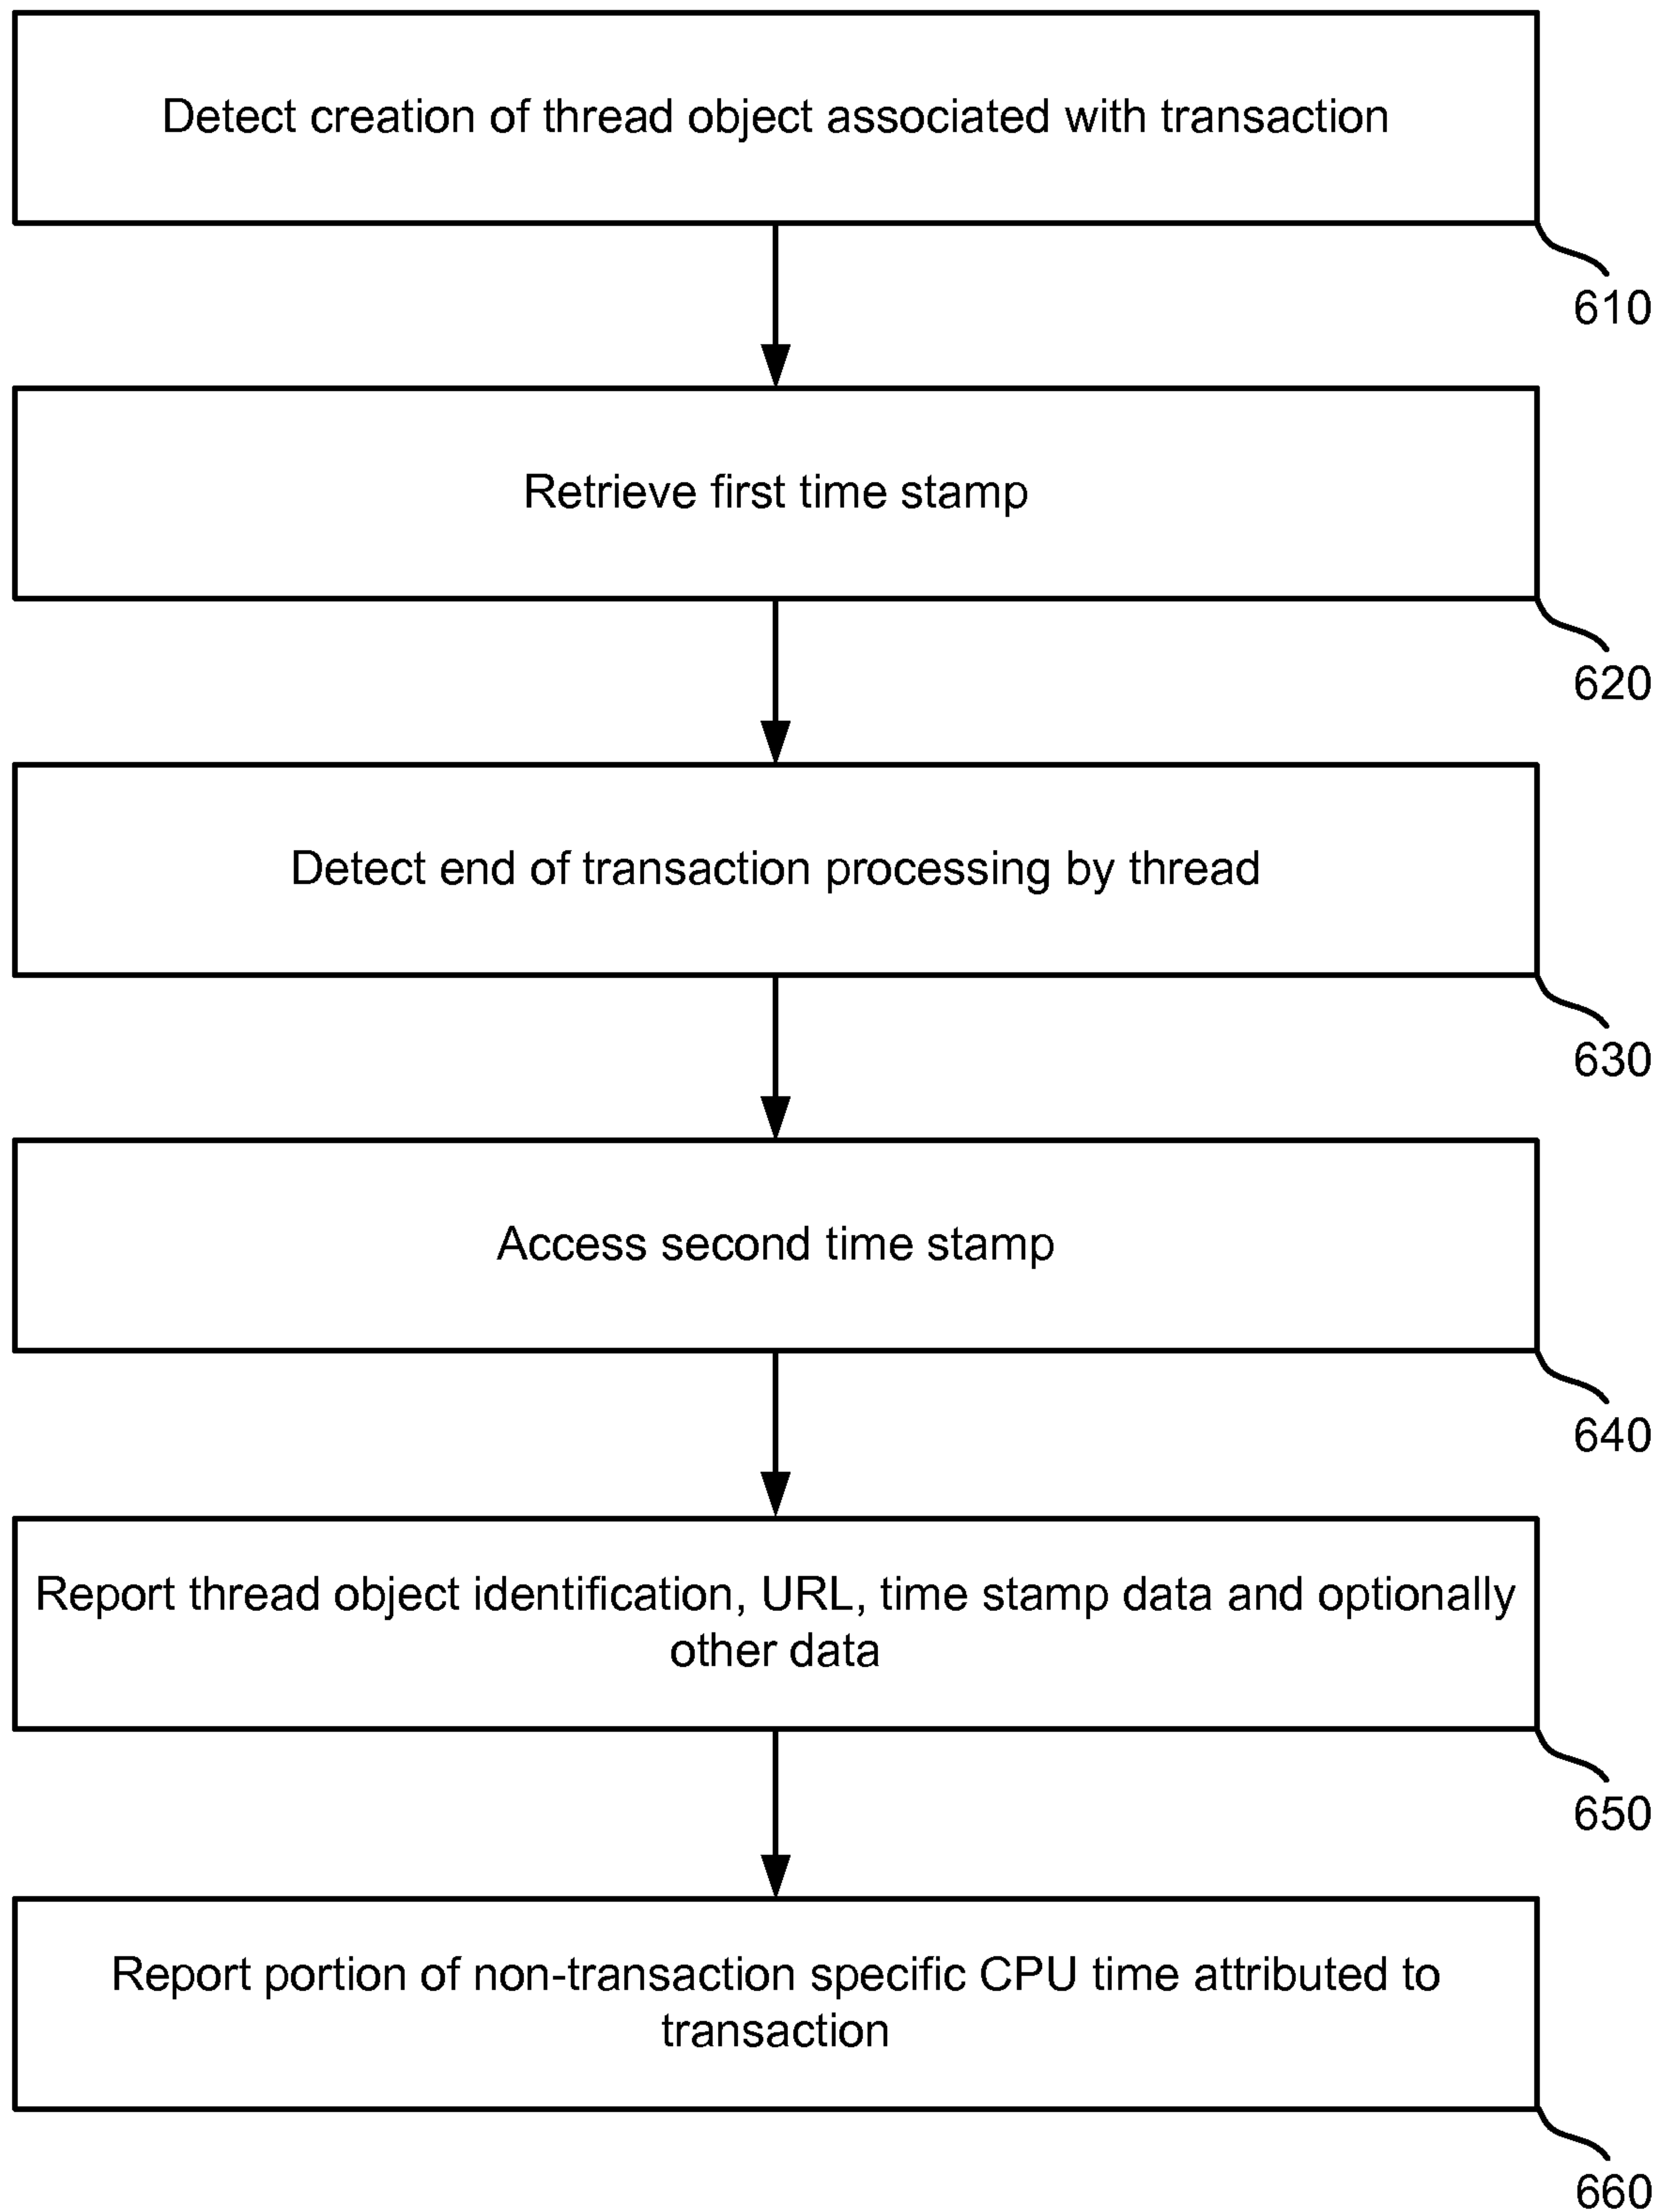 Detect creation of thread object associated with transaction
610
Retrieve first time stamp
620
Detect end of transaction processing by thread
630
Access second time stamp
640
Report thread object identification, URL, time stamp data and optionally
other data
650
Report portion of non-transaction specific CPU time attributed to
transaction
660